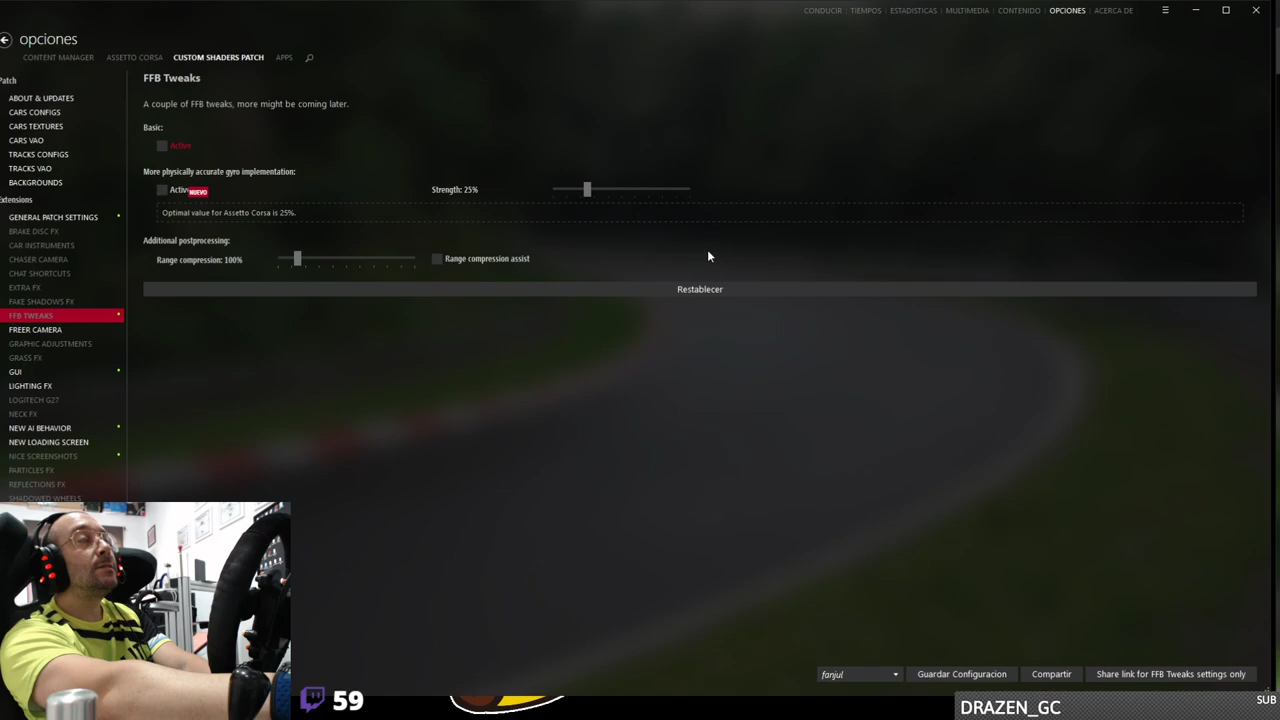 CONDUCIR TIEMPOS ESTADISTICAS MULTIMEDIA CONTENIDO OPCIONES ACERCA DE
opciones
CONTENT MANAGER ASSETTO CORSA CUSTOM SHADERS PATCH APPS
Patch
ABOUT & UPDATES
CARS CONFIGS
CARS TEXTURES
CARS VAO
TRACKS CONFIGS
TRACKS VAO
BACKGROUNDS
Extensions
GENERAL PATCH SETTINGS
BRAKE DISC FX
CAR INSTRUMENTS
CHASER CAMERA
CHAT SHORTCUTS
EXTRA FX
FAKE SHADOWS FX
FFB TWEAKS
FREER CAMERA
GRAPHIC ADJUSTMENTS
GRASS FX
GUI
LIGHTING FX
LOGITECH G27
NECK FX
NEW AI BEHAVIOR
NEW LOADING SCREEN
NICE SCREENSHOTS
PARTICLES FX
REFLECTIONS FX
SHADOWED WHEELS
FFB Tweaks
A couple of FFB tweaks, more might be coming later.
Basic:
Active
More physically accurate gyro implementation:
Active NUEVO Strength: 25%
Optimal value for Assetto Corsa is 25%.
Additional postprocessing:
Range compression: 100% Range compression assist
Restablecer
fanjul Guardar Configuracion Compartir Share link for FFB Tweaks settings only
59
DRAZEN_GC
SUB